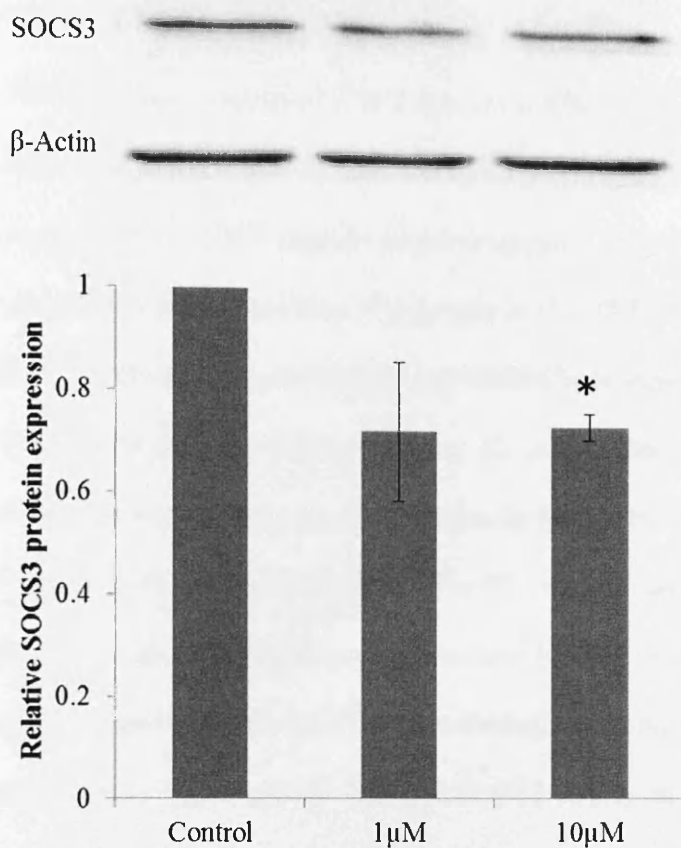 SOCS3
β-Actin
Relative SOCS3 protein expression
1
0.8
0.6
0.4
0.2
0
*
Control
1µM
10µM